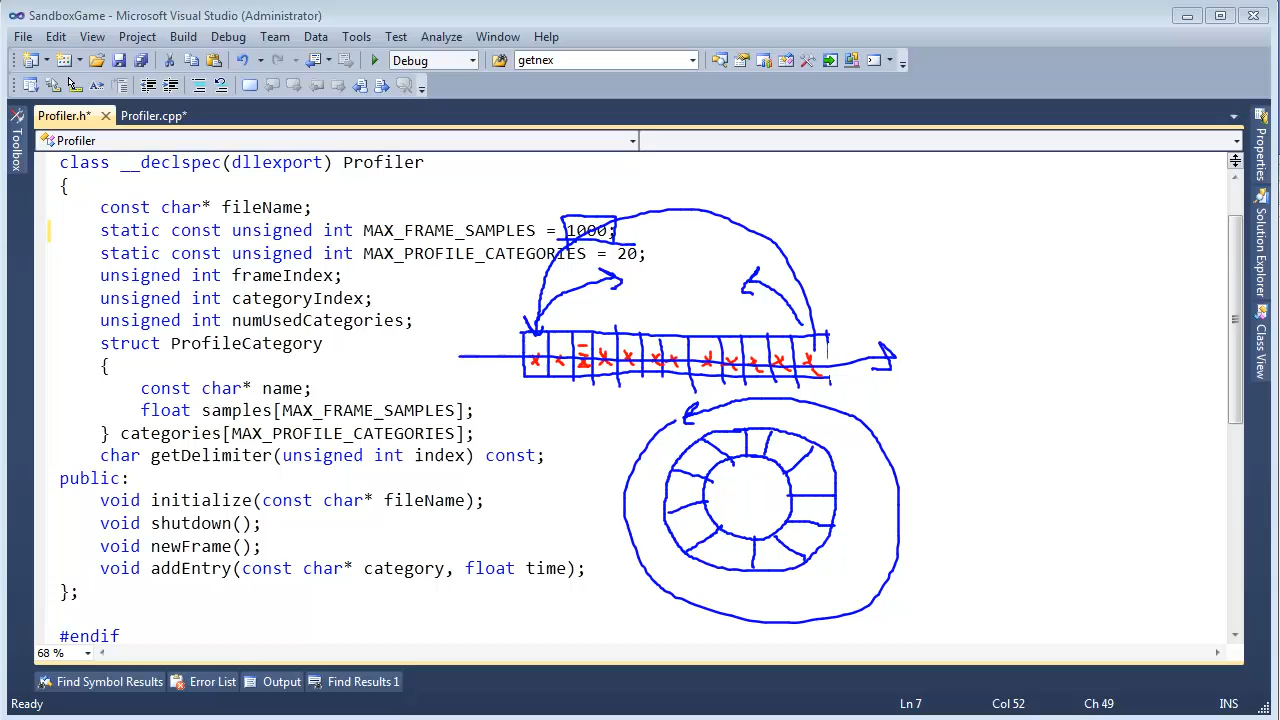 SandboxGame - Microsoft Visual Studio (Administrator)
File Edit View Project Build Debug Team Data Tools Test Analyze Window Help
Debug getnex
Profiler.h* Profiler.cpp*
Toolbox
Profiler
class __declspec(dllexport) Profiler
{
const char* fileName;
static const unsigned int MAX_FRAME_SAMPLES = 1000;
static const unsigned int MAX_PROFILE_CATEGORIES = 20;
unsigned int frameIndex;
unsigned int categoryIndex;
unsigned int numUsedCategories;
struct ProfileCategory
{
const char* name;
float samples[MAX_FRAME_SAMPLES];
} categories[MAX_PROFILE_CATEGORIES];
char getDelimiter(unsigned int index) const;
public:
void initialize(const char* fileName);
void shutdown();
void newFrame();
void addEntry(const char* category, float time);
};
#endif
Properties
Solution Explorer
Class View
68 %
Find Symbol Results Error List Output Find Results 1
Ready Ln 7 Col 52 Ch 49 INS